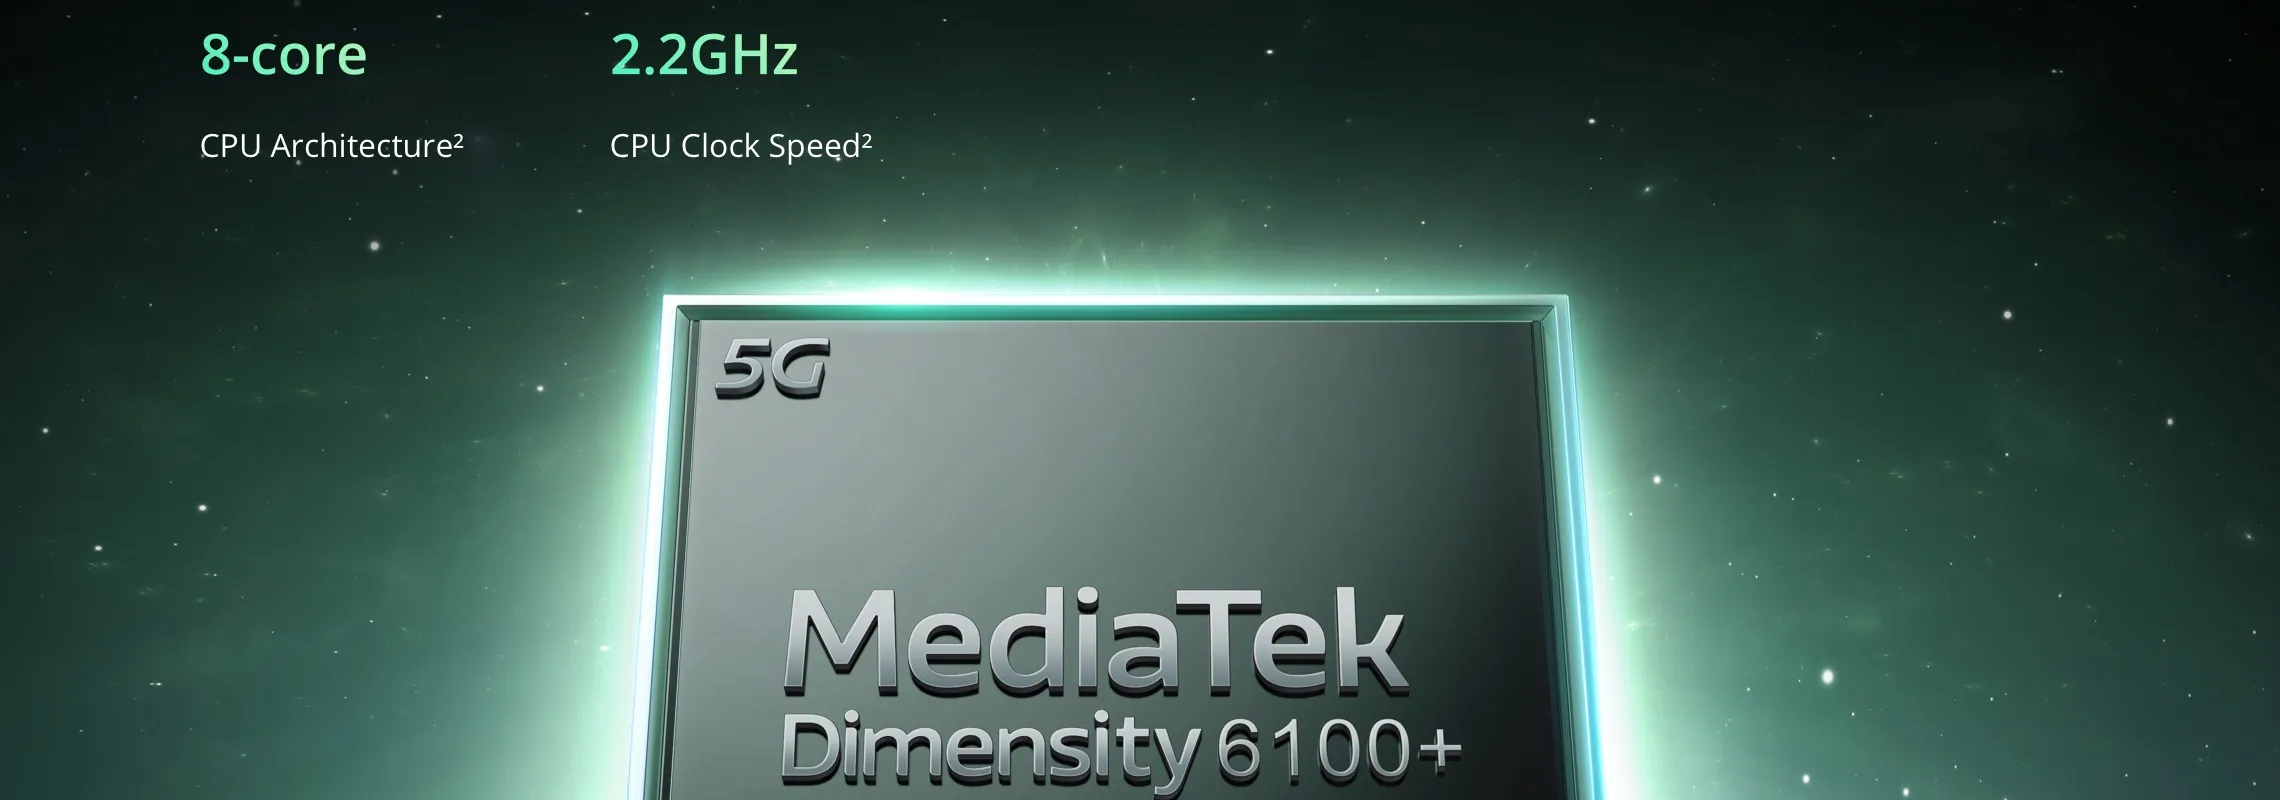 8-core
2.2GHz
CPU Architecture²
CPU Clock Speed²
5G
MediaTek
Dimensity 6100+